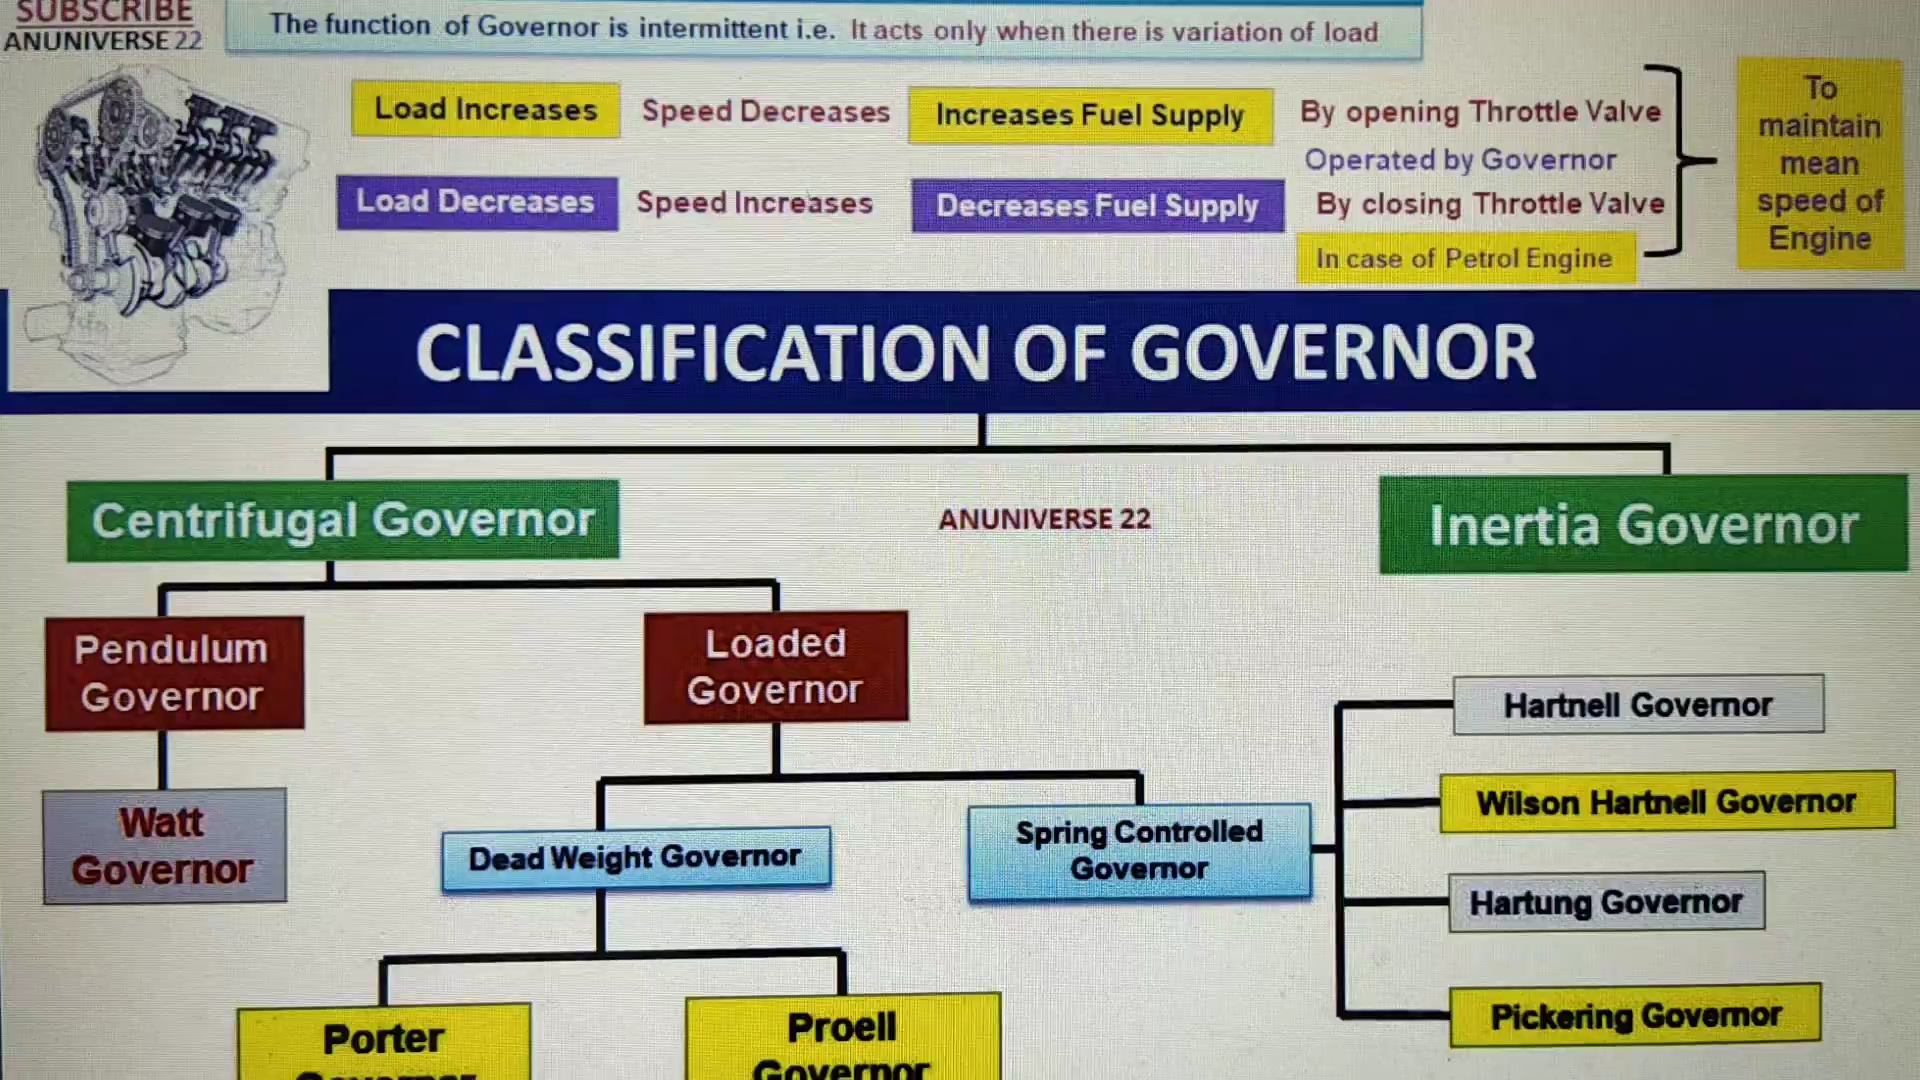 SUBSCRIBE
ANUNIVERSE 22
The function of Governor is intermittent i.e. It acts only when there is variation of load
Load Increases
Speed Decreases
Increases Fuel Supply
By opening Throttle Valve
Operated by Governor
Load Decreases
Speed Increases
Decreases Fuel Supply
By closing Throttle Valve
In case of Petrol Engine
To
maintain
mean
speed of
Engine
CLASSIFICATION OF GOVERNOR
Centrifugal Governor
ANUNIVERSE 22
Inertia Governor
Pendulum
Governor
Loaded
Governor
Watt
Governor
Dead Weight Governor
Spring Controlled
Governor
Hartnell Governor
Wilson Hartnell Governor
Hartung Governor
Pickering Governor
Porter
Governor
Proell
Governor